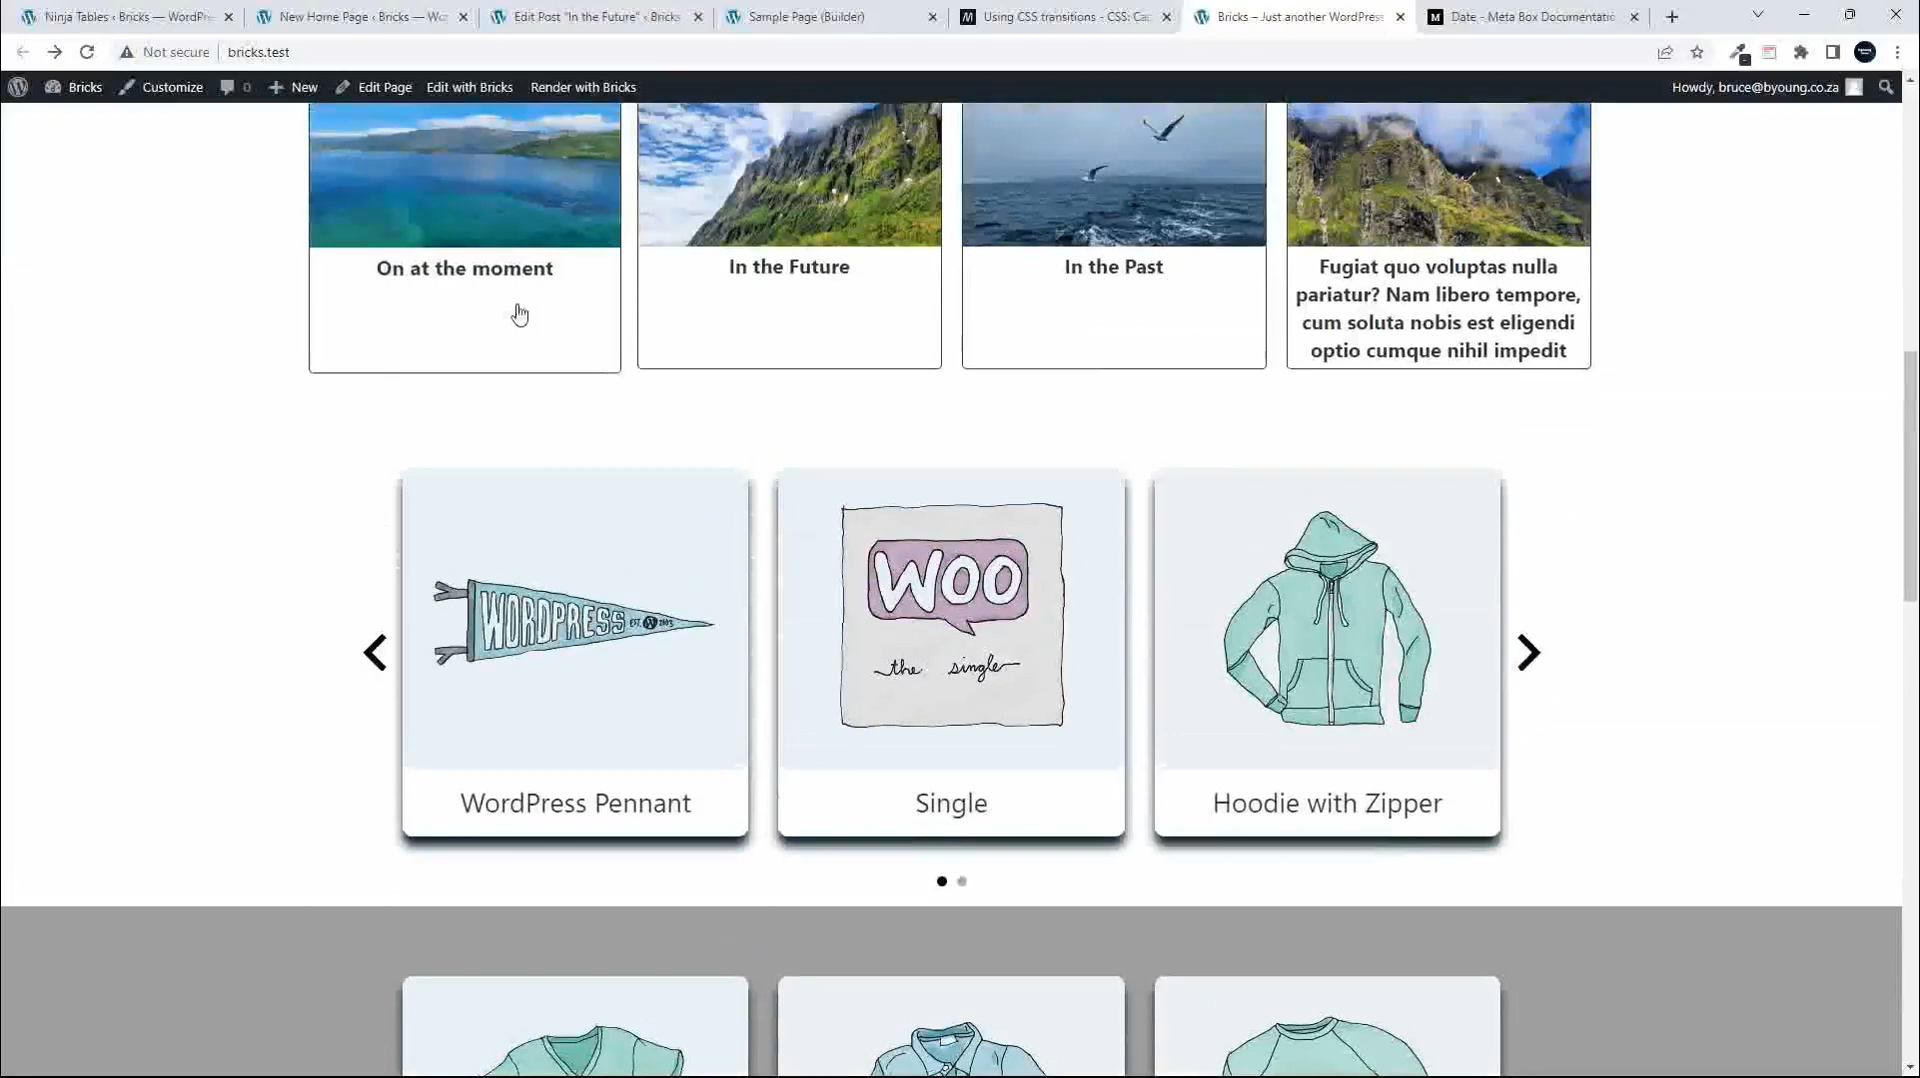 Ninja Tables ‹ Bricks — WordPre
New Home Page ‹ Bricks — Wo
Edit Post "In the Future" ‹ Bricks
Sample Page (Builder)
Using CSS transitions - CSS: Ca
Bricks – Just another WordPress
Date - Meta Box Documentatio
Not secure
bricks.test
Bricks
Customize
0
New
Edit Page
Edit with Bricks
Render with Bricks
Howdy, bruce@byoung.co.za
On at the moment
In the Future
In the Past
Fugiat quo voluptas nulla
pariatur? Nam libero tempore,
cum soluta nobis est eligendi
optio cumque nihil impedit
WORDPRESS EST. 2003
WOO
the single
WordPress Pennant
Single
Hoodie with Zipper